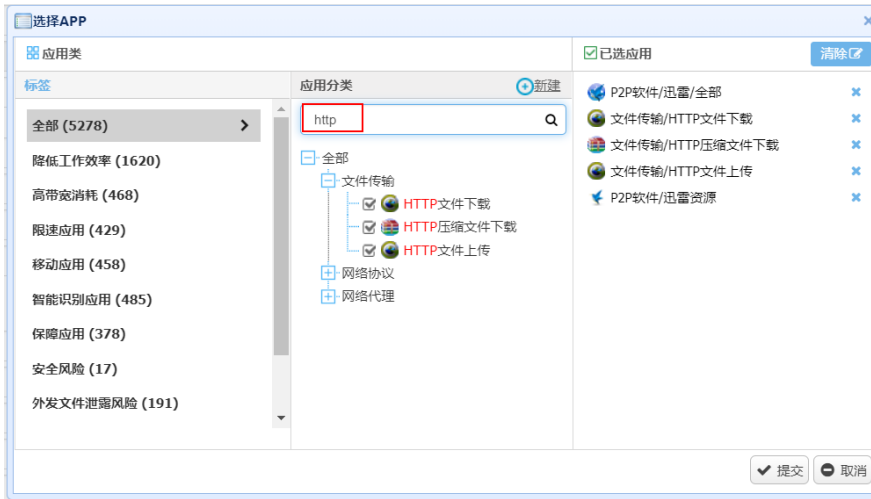 选择APP
应用类
已选应用
清除
标签
应用分类
新建
全部 (5278)
降低工作效率 (1620)
高带宽消耗 (468)
限速应用 (429)
移动应用 (458)
智能识别应用 (485)
保障应用 (378)
安全风险 (17)
外发文件泄露风险 (191)
http
全部
文件传输
HTTP文件下载
HTTP压缩文件下载
HTTP文件上传
网络协议
网络代理
P2P软件/迅雷/全部
文件传输/HTTP文件下载
文件传输/HTTP压缩文件下载
文件传输/HTTP文件上传
P2P软件/迅雷资源
提交
取消